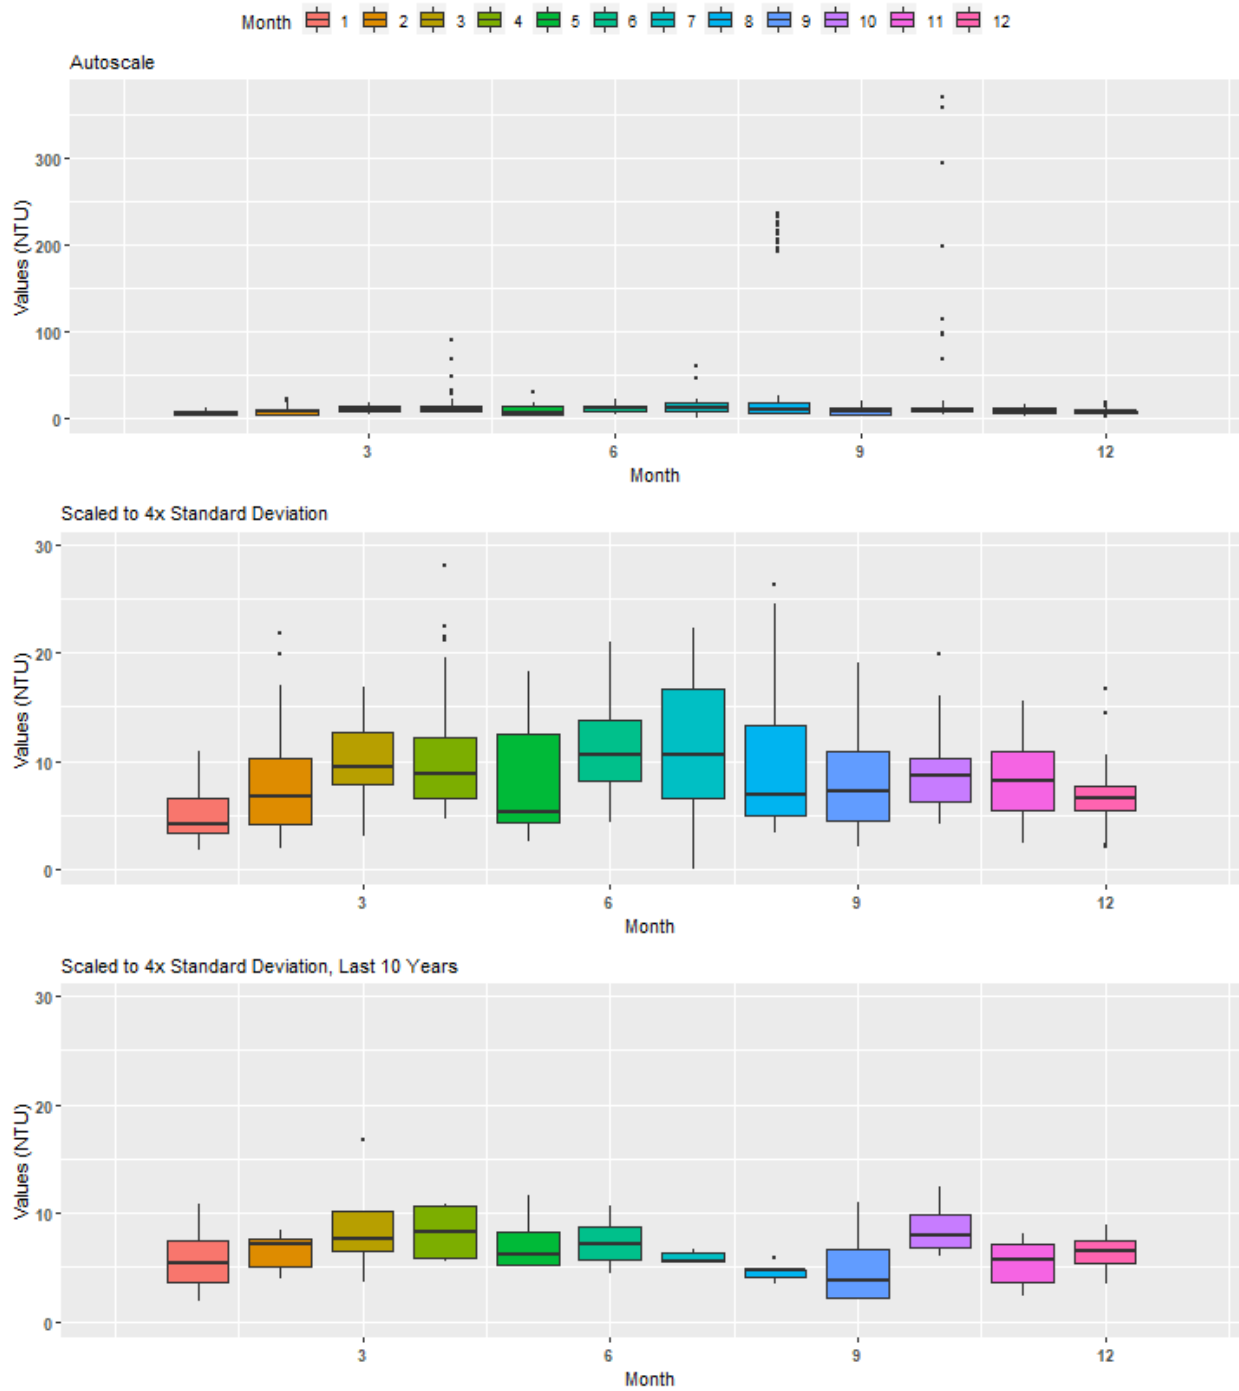 Month 1 2 3 4 5 6 7 8 9 10 11 12
Autoscale
Values (NTU)
300
200
100
0
3 6 9 12
Month
Scaled to 4x Standard Deviation
Values (NTU)
30
20
10
0
3 6 9 12
Month
Scaled to 4x Standard Deviation, Last 10 Years
Values (NTU)
30
20
10
0
3 6 9 12
Month